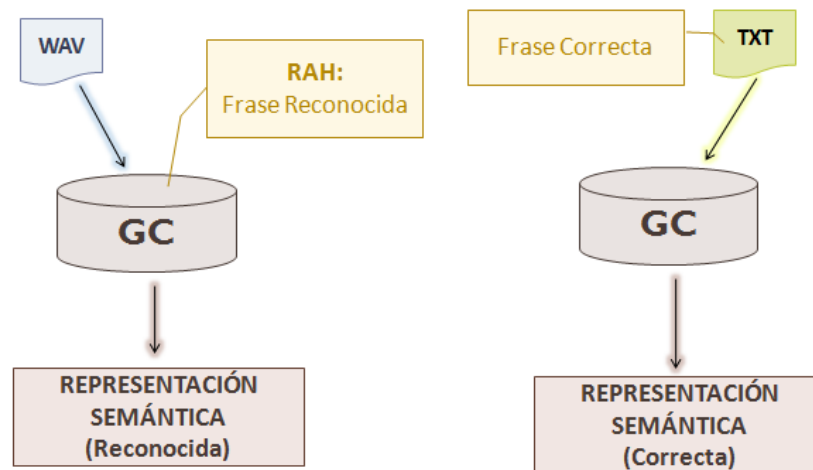 WAV
RAH:
Frase Reconocida
GC
REPRESENTACIÓN
SEMÁNTICA
(Reconocida)
Frase Correcta
TXT
GC
REPRESENTACIÓN
SEMÁNTICA
(Correcta)